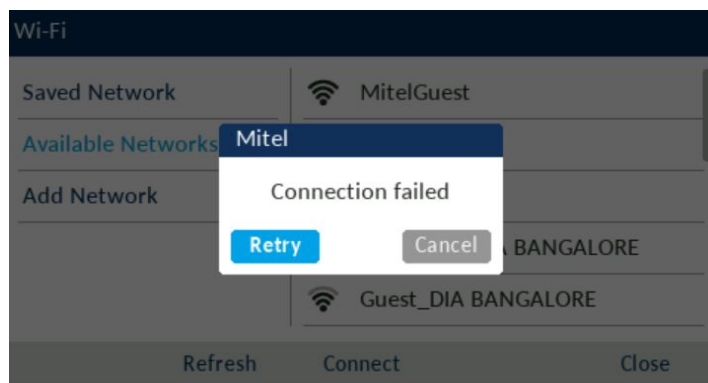 Wi-Fi
Saved Network
MitelGuest
Available Networks
Mitel
Add Network
Connection failed
Retry
Cancel
BANGALORE
Guest_DIA BANGALORE
Refresh
Connect
Close